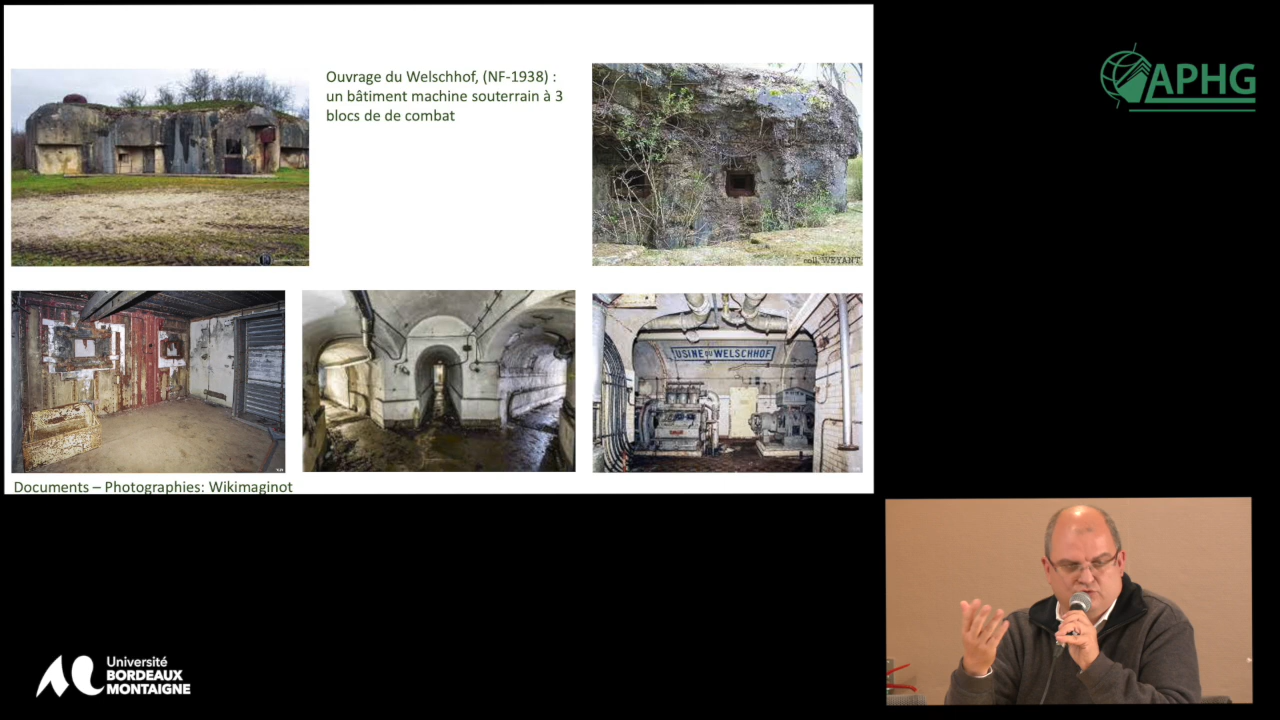 APHG
Ouvrage du Welschhof, (NF-1938) :
un bâtiment machine souterrain à 3
blocs de de combat
coll. WEYANT
USINE DU WELSCHHOF
Documents – Photographies: Wikimaginot
Université
BORDEAUX
MONTAIGNE